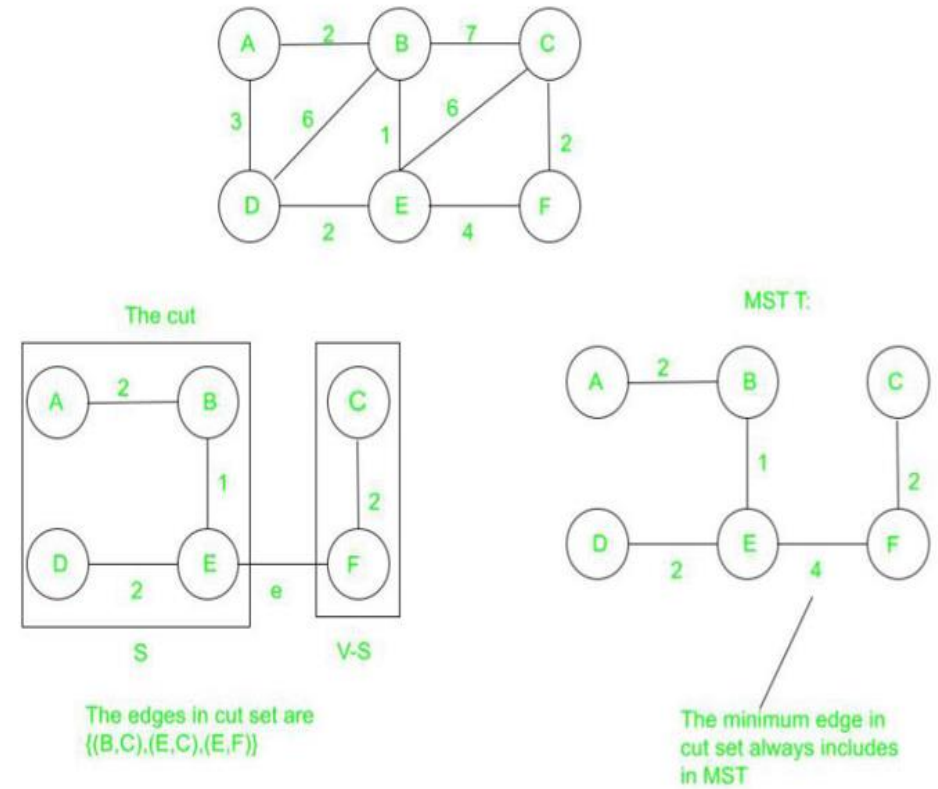 A 2 B 7 C
3 6 1 6 2
D 2 E 4 F
The cut
A 2 B
1
D 2 E
e
C
2
F
S
V-S
The edges in cut set are
{(B,C),(E,C),(E,F)}
MST T:
A 2 B C
1 2
D 2 E 4 F
The minimum edge in
cut set always includes
in MST